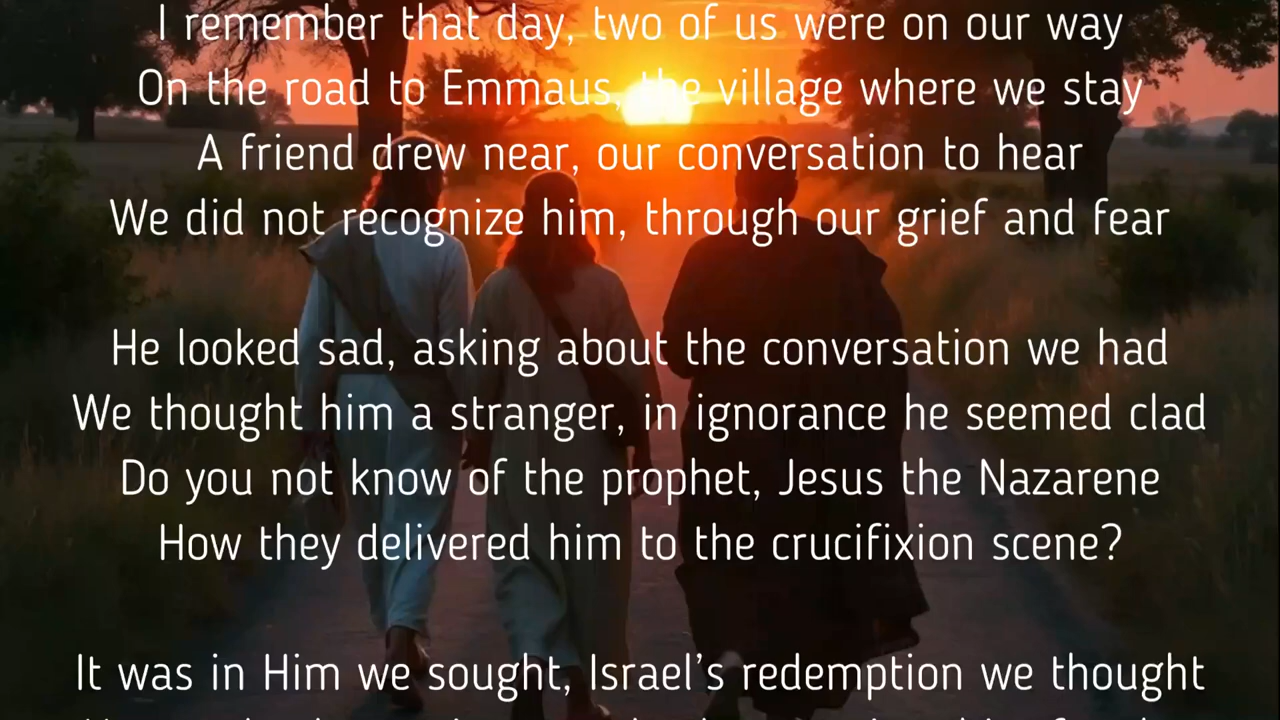 I remember that day, two of us were on our way
On the road to Emmaus, the village where we stay
A friend drew near, our conversation to hear
We did not recognize him, through our grief and fear
He looked sad, asking about the conversation we had
We thought him a stranger, in ignorance he seemed clad
Do you not know of the prophet, Jesus the Nazarene
How they delivered him to the crucifixion scene?
It was in Him we sought, Israel’s redemption we thought